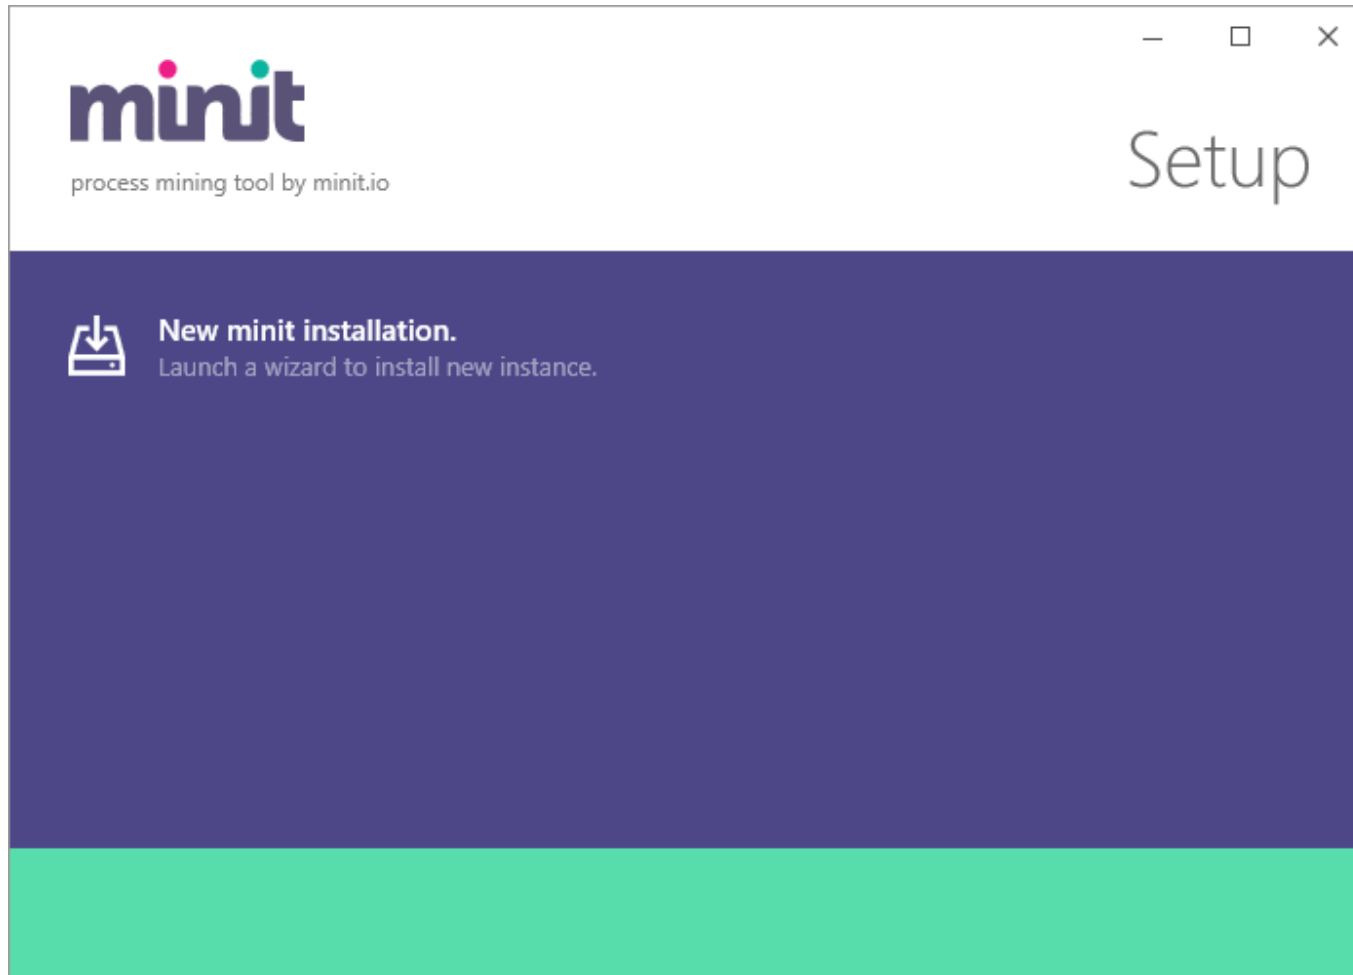 minit
process mining tool by minit.io
Setup
New minit installation.
Launch a wizard to install new instance.